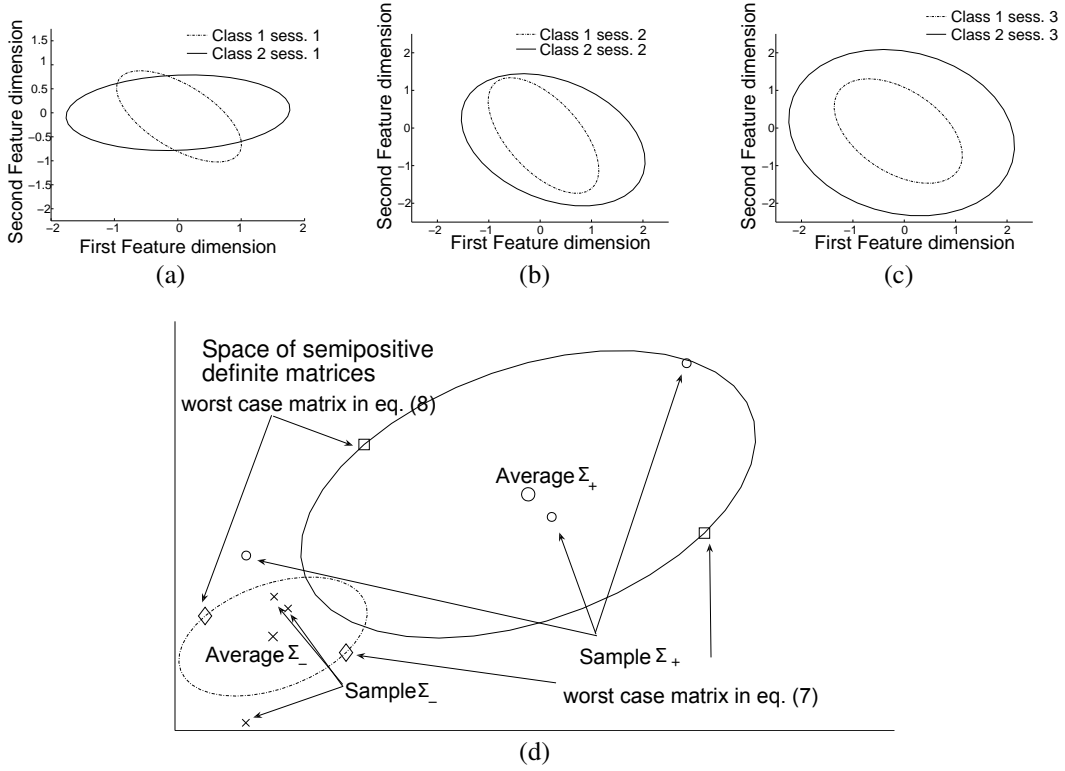 Class 1 sess. 1
Class 2 sess. 1
Second Feature dimension
1.5
1
0.5
0
−0.5
−1
−1.5
−2
−2 −1 0 1 2
First Feature dimension
(a)
Class 1 sess. 2
Class 2 sess. 2
Second Feature dimension
2
1
0
−1
−2
−2 −1 0 1 2
First Feature dimension
(b)
Class 1 sess. 3
Class 2 sess. 3
Second Feature dimension
2
1
0
−1
−2
−2 −1 0 1 2
First Feature dimension
(c)
Space of semipositive
definite matrices
worst case matrix in eq. (8)
Average Σ+
Average Σ−
Sample Σ+
Sample Σ−
worst case matrix in eq. (7)
(d)